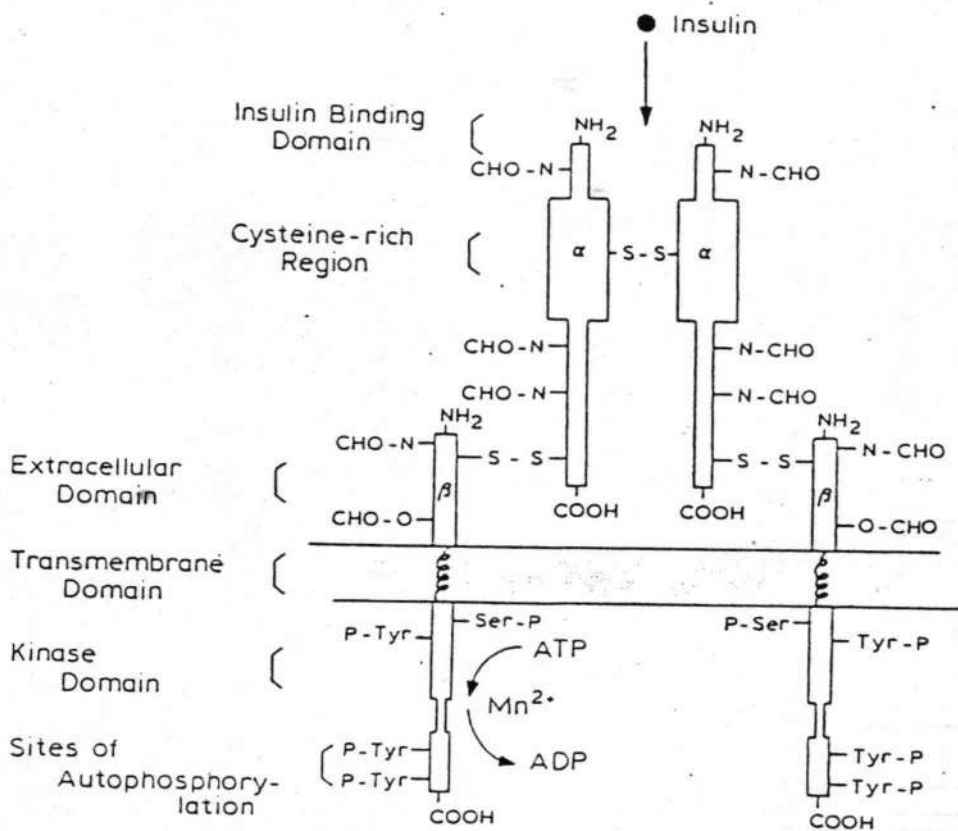 Insulin
Insulin Binding
Domain
NH2
NH2
CHO-N
N-CHO
Cysteine-rich
Region
α
S-S
α
CHO-N
N-CHO
CHO-N
N-CHO
NH2
NH2
CHO-N
S-S
S-S
N-CHO
Extracellular
Domain
β
β
COOH
COOH
CHO-O
O-CHO
Transmembrane
Domain
P-Tyr
Ser-P
P-Ser
Tyr-P
ATP
Kinase
Domain
Mn2+
Sites of
Autophosphory-
lation
P-Tyr
P-Tyr
ADP
Tyr-P
Tyr-P
COOH
COOH